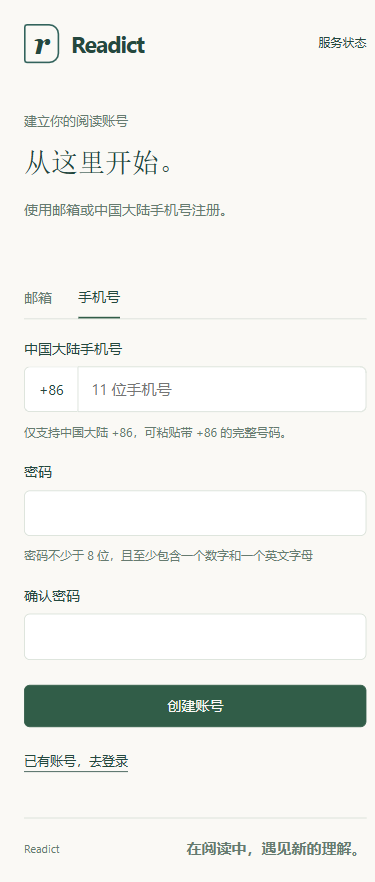 r Readict
服务状态
建立你的阅读账号
从这里开始。
使用邮箱或中国大陆手机号注册。
邮箱 手机号
中国大陆手机号
+86 11 位手机号
仅支持中国大陆 +86，可粘贴带 +86 的完整号码。
密码
密码不少于 8 位，且至少包含一个数字和一个英文字母
确认密码
创建账号
已有账号，去登录
Readict
在阅读中，遇见新的理解。